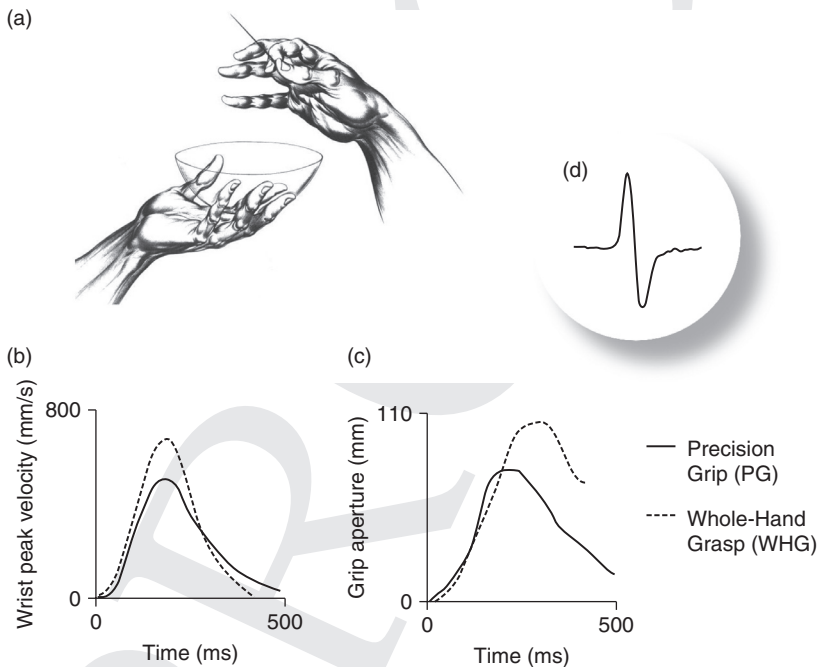 (a)
(d)
(b)
(c)
800
Wrist peak velocity (mm/s)
0
0
500
Time (ms)
110
Grip aperture (mm)
0
0
500
Time (ms)
Precision
Grip (PG)
Whole-Hand
Grasp (WHG)